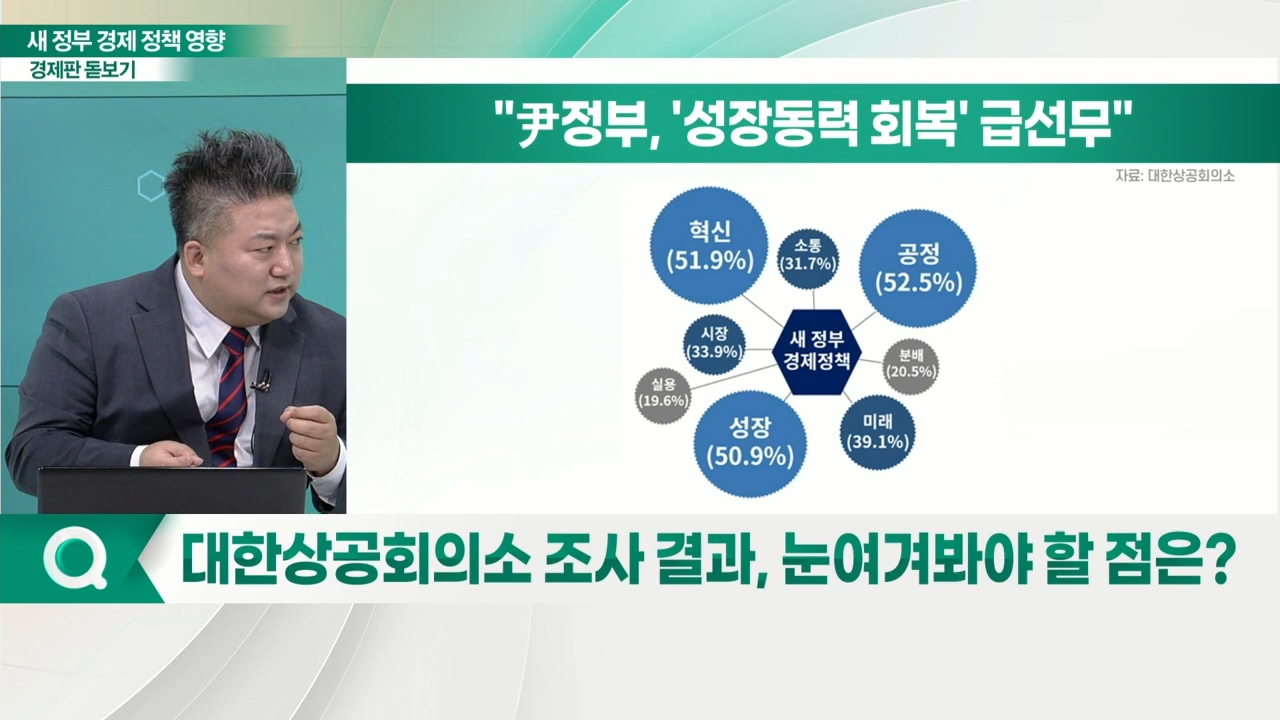 새 정부 경제 정책 영향
경제판 돋보기
"尹정부, '성장동력 회복' 급선무"
자료: 대한상공회의소
혁신
(51.9%)
소통
(31.7%)
공정
(52.5%)
시장
(33.9%)
새 정부
경제정책
분배
(20.5%)
실용
(19.6%)
성장
(50.9%)
미래
(39.1%)
대한상공회의소 조사 결과, 눈여겨봐야 할 점은?